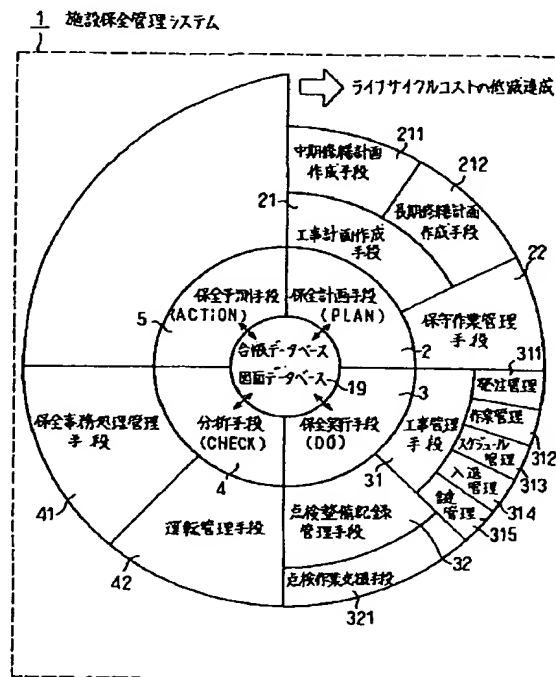 1 施設保全管理システム
ライフサイクルコストの低減達成
211
中期修繕計画
作成手段
212
長期修繕計画
作成手段
21
工事計画作成
手段
22
保守作業管理
手段
5
保全予測手段
(ACTION)
保全計画手段
(PLAN)
2
台帳データベース
図面データベース
19
3
分析手段
(CHECK)
4
保全実行手段
(DO)
31
工事管理
手段
311
発注管理
作業管理
312
スケジュール
管理
313
入退
管理
314
鍵
管理
315
保全事務処理管理
手段
41
運転管理手段
42
点検整備記録
管理手段
32
点検作業支援手段
321